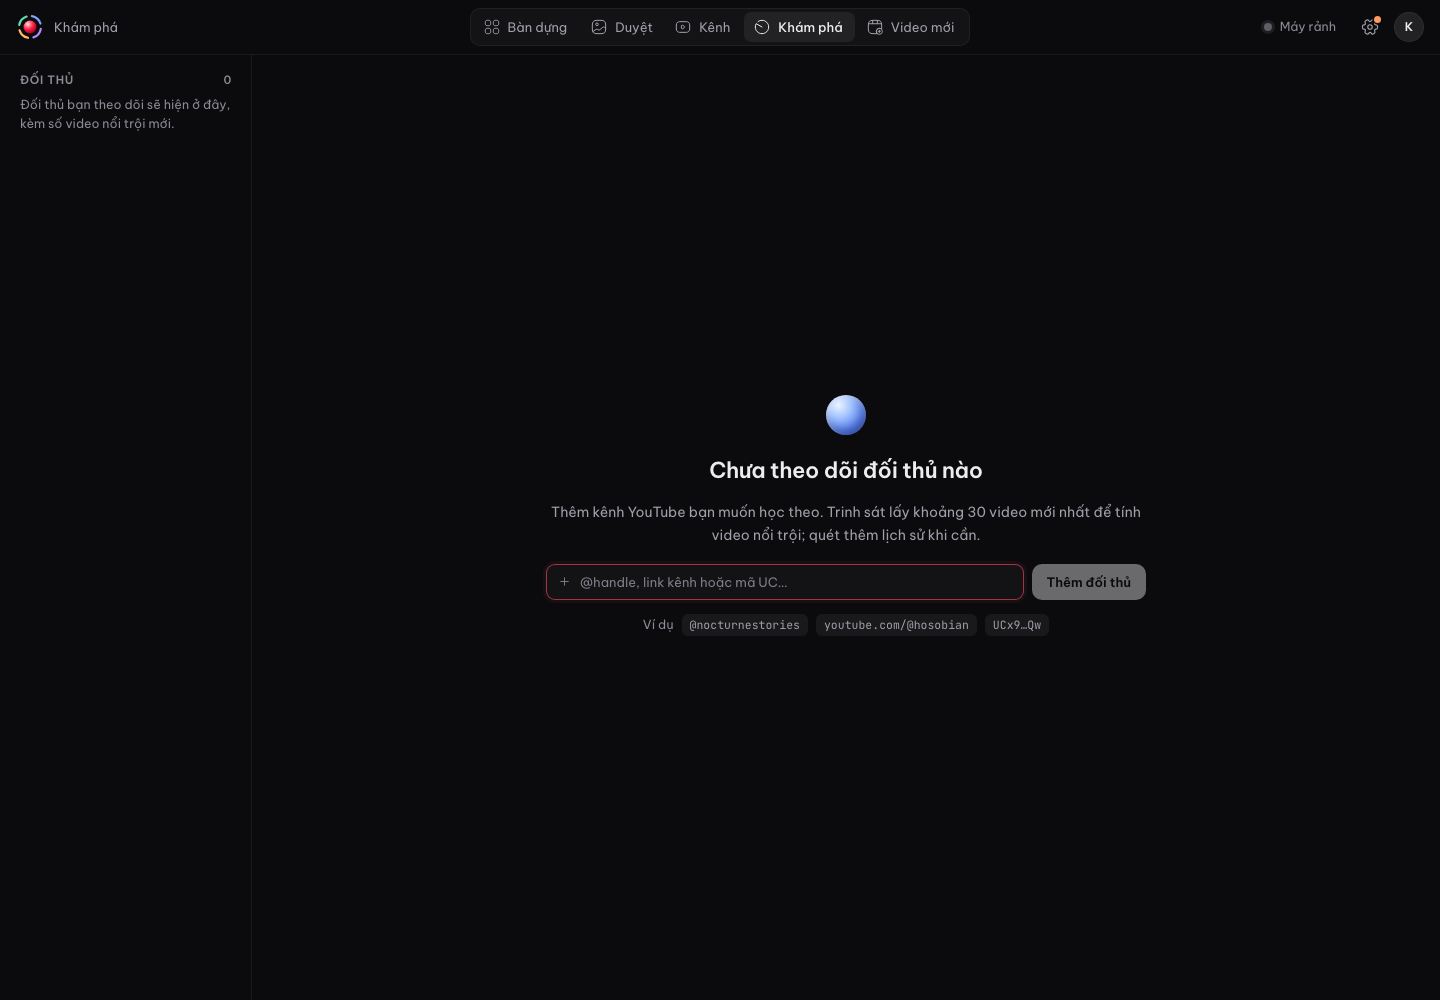 Khám phá
Bàn dựng
Duyệt
Kênh
Khám phá
Video mới
Máy rảnh
K
ĐỐI THỦ
0
Đối thủ bạn theo dõi sẽ hiện ở đây,
kèm số video nổi trội mới.
Chưa theo dõi đối thủ nào
Thêm kênh YouTube bạn muốn học theo. Trinh sát lấy khoảng 30 video mới nhất để tính
video nổi trội; quét thêm lịch sử khi cần.
@handle, link kênh hoặc mã UC…
Thêm đối thủ
Ví dụ @nocturnestories youtube.com/@hosobian UCx9…Qw